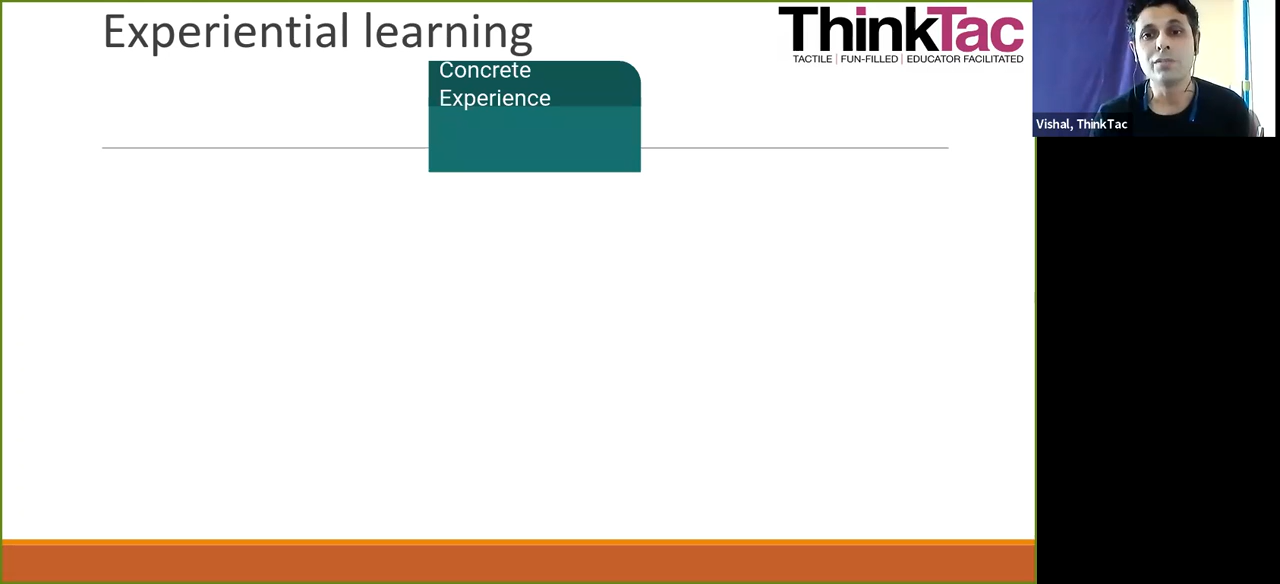 Experiential learning
ThinkTac
TACTILE | FUN-FILLED | EDUCATOR FACILITATED
Concrete
Experience
Vishal, ThinkTac